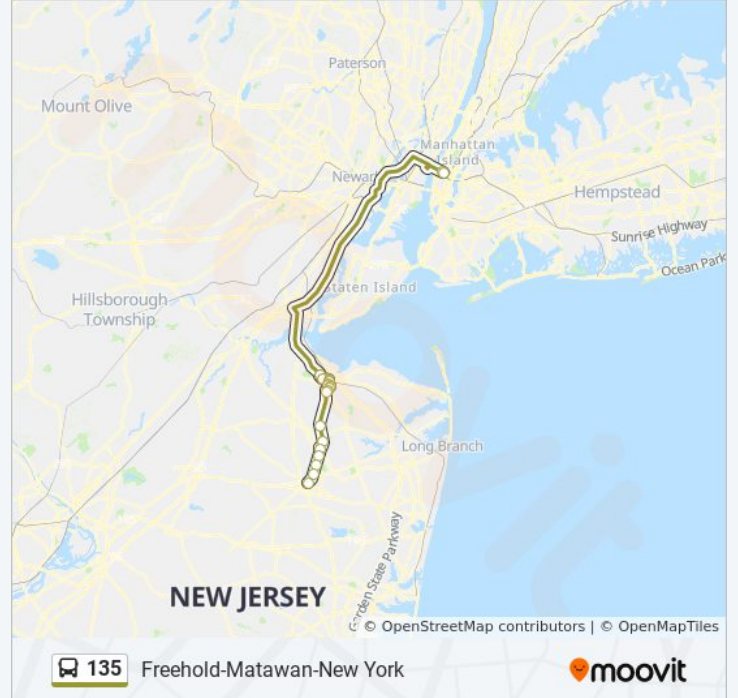 Paterson
Mount Olive
Manhattan
Island
Newark
Hempstead
Sunrise Highway
Ocean Park
Staten Island
Hillsborough
Township
Long Branch
Garden State Parkway
NEW JERSEY
© OpenStreetMap contributors | © OpenMapTiles
135 Freehold-Matawan-New York
moovit